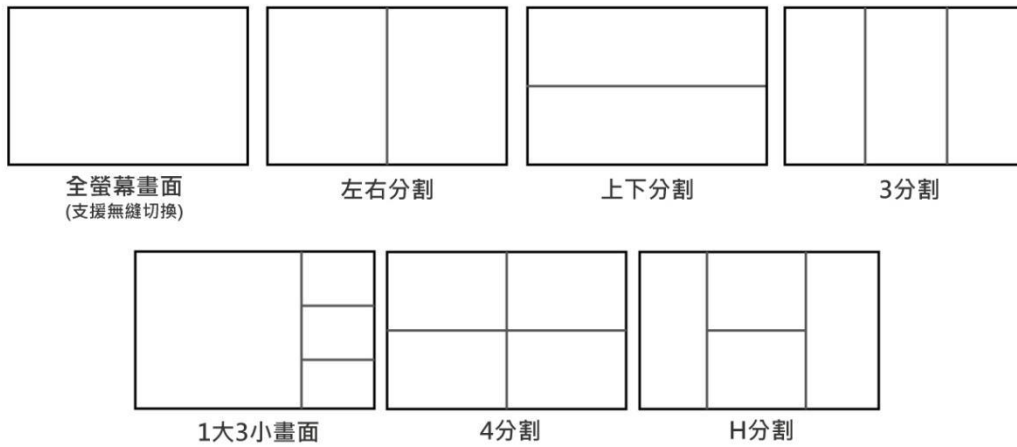 全螢幕畫面
(支援無縫切換)
左右分割
上下分割
3分割
1大3小畫面
4分割
H分割